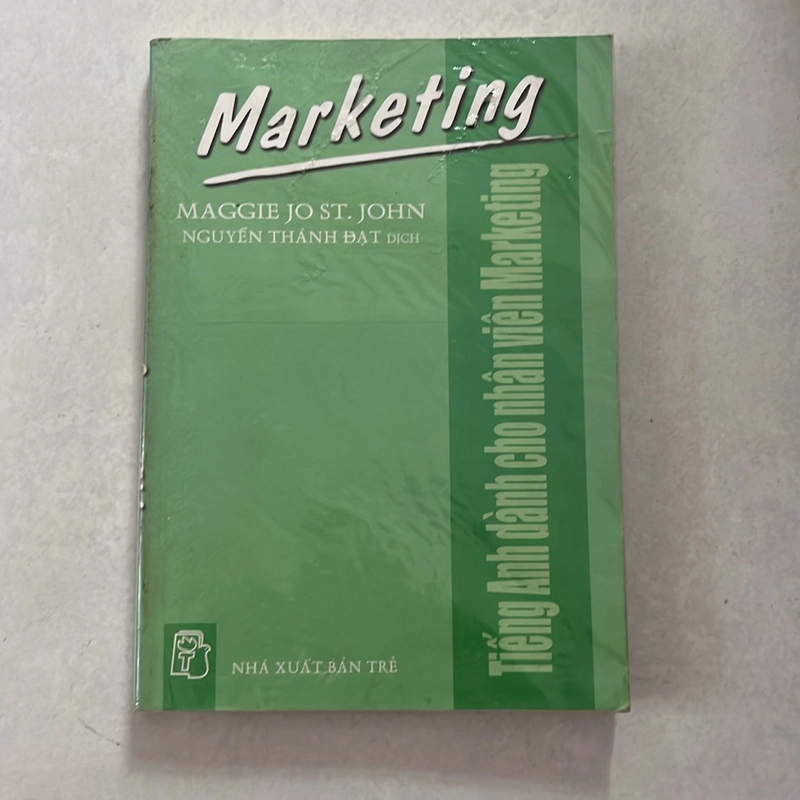 Marketing
MAGGIE JO ST. JOHN
NGUYỄN THÀNH ĐẠT DỊCH
Tiếng Anh dành cho nhân viên Marketing
NHÀ XUẤT BẢN TRẺ